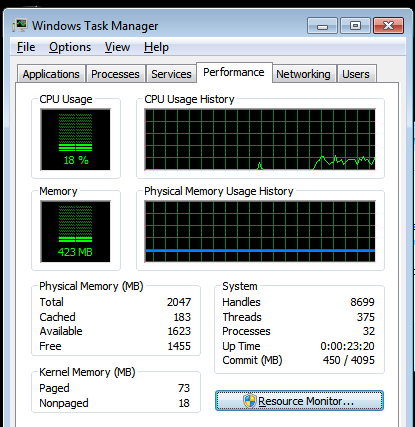 Windows Task Manager
File Options View Help
Applications Processes Services Performance Networking Users
CPU Usage CPU Usage History
18 %
Memory Physical Memory Usage History
423 MB
Physical Memory (MB)
Total 2047
Cached 183
Available 1623
Free 1455
Kernel Memory (MB)
Paged 73
Nonpaged 18
System
Handles 8699
Threads 375
Processes 32
Up Time 0:00:23:20
Commit (MB) 450 / 4095
Resource Monitor...